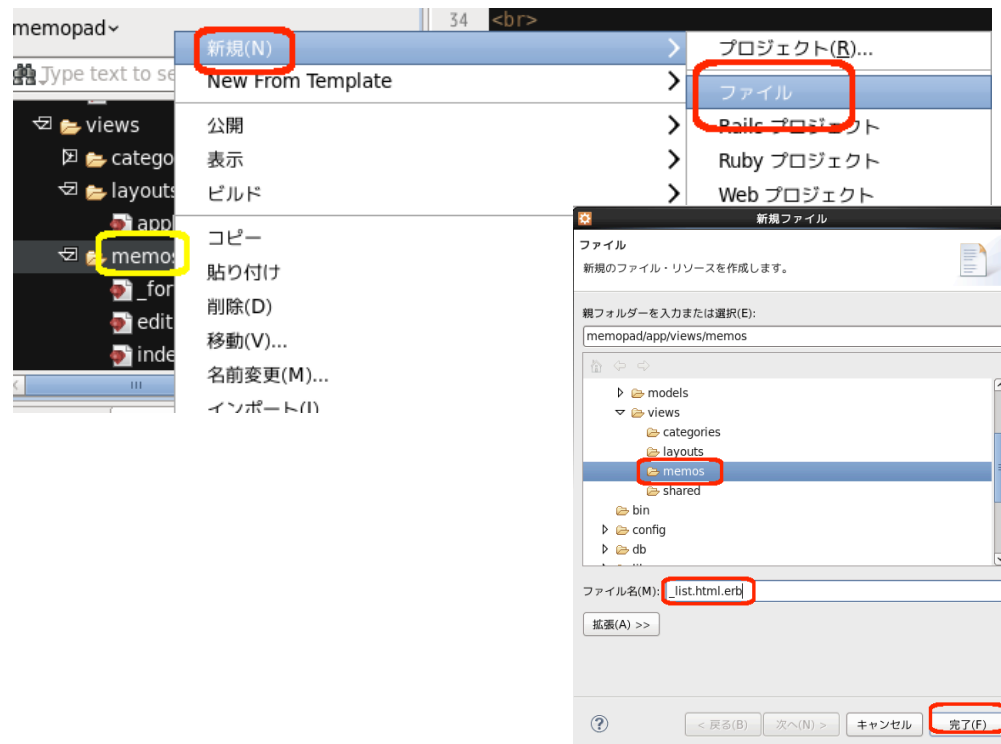 memopad
Type text to se
views
catego
layouts
appl
memos
_for
edit
inde
34 <br>
新規(N)
New From Template
公開
表示
ビルド
コピー
貼り付け
削除(D)
移動(V)...
名前変更(M)...
インポート(I)
プロジェクト(R)...
ファイル
Rails プロジェクト
Ruby プロジェクト
Web プロジェクト
新規ファイル
ファイル
新規のファイル・リソースを作成します。
親フォルダーを入力または選択(E):
memopad/app/views/memos
models
views
categories
layouts
memos
shared
bin
config
db
ファイル名(M): _list.html.erb
拡張(A) >>
< 戻る(B) 次へ(N) > キャンセル 完了(F)